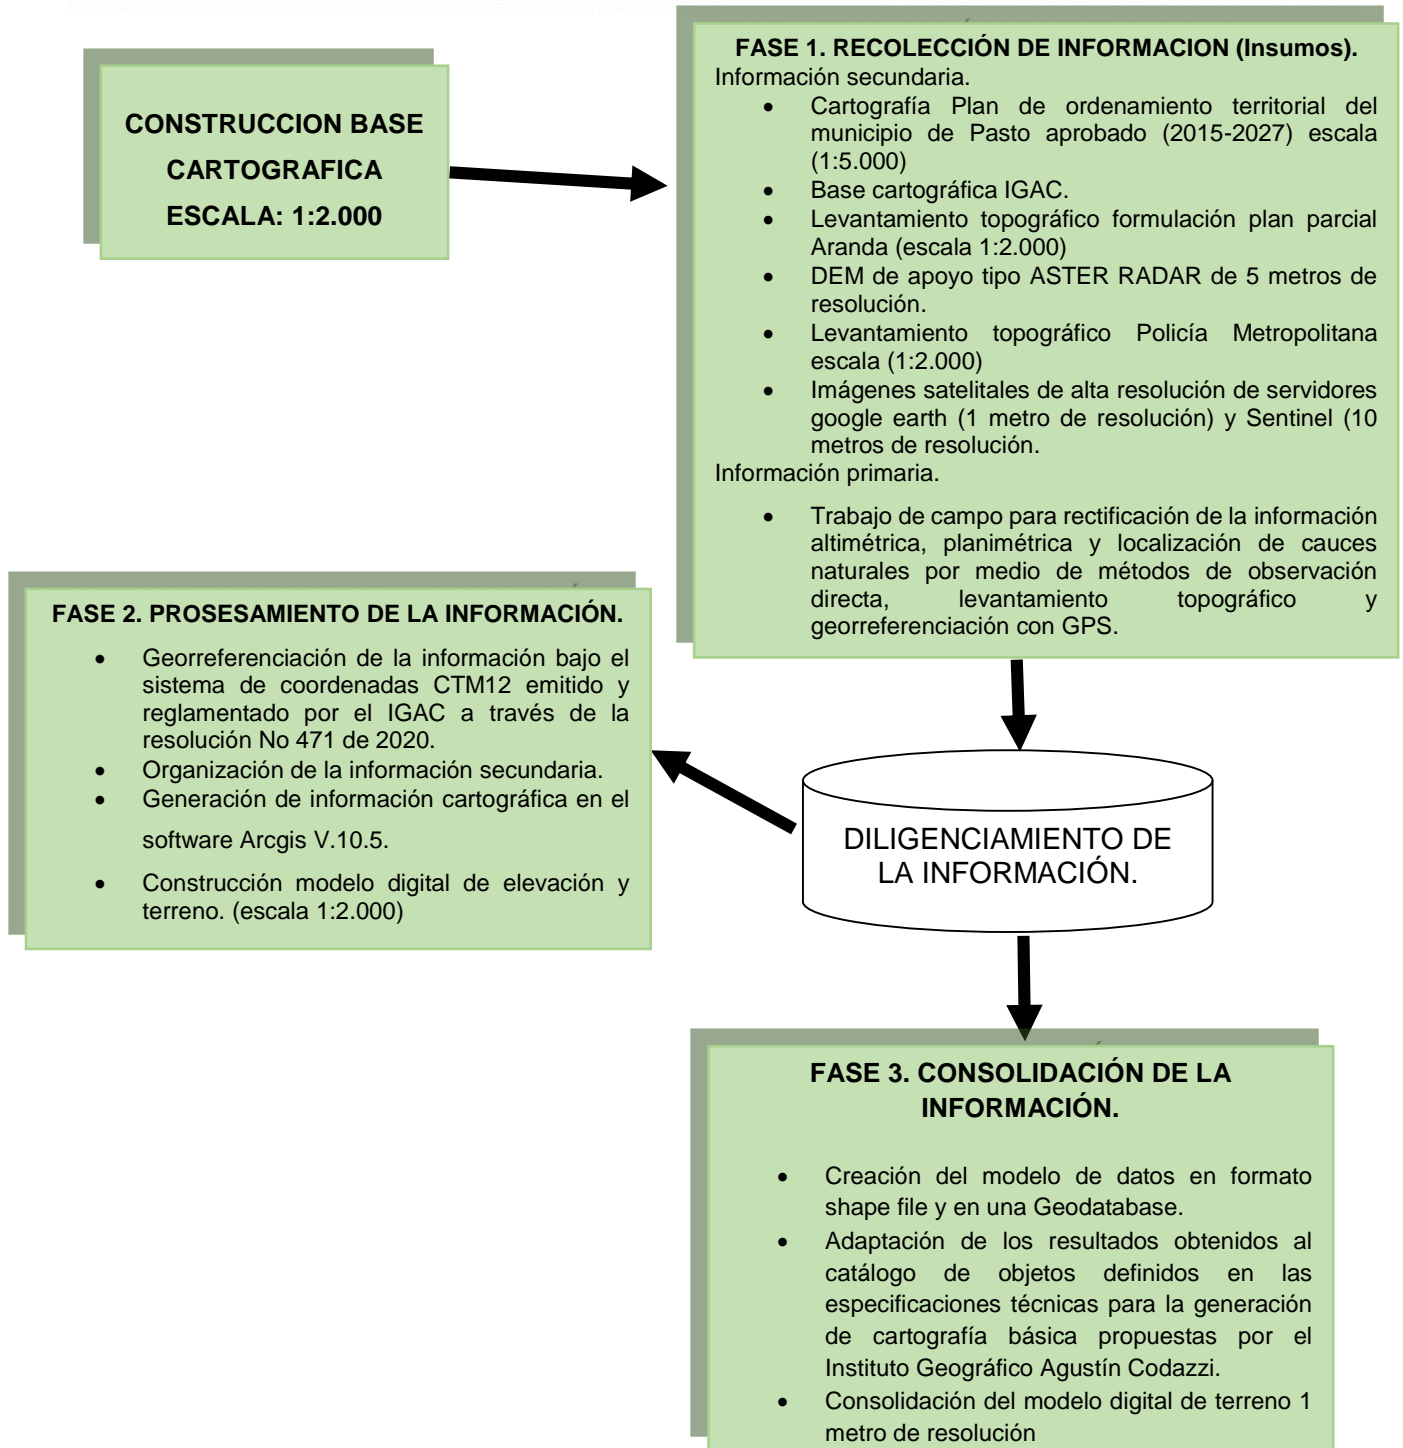 CONSTRUCCION BASE
CARTOGRAFICA
ESCALA: 1:2.000
FASE 1. RECOLECCIÓN DE INFORMACION (Insumos).
Información secundaria.
• Cartografía Plan de ordenamiento territorial del
municipio de Pasto aprobado (2015-2027) escala
(1:5.000)
• Base cartográfica IGAC.
• Levantamiento topográfico formulación plan parcial
Aranda (escala 1:2.000)
• DEM de apoyo tipo ASTER RADAR de 5 metros de
resolución.
• Levantamiento topográfico Policía Metropolitana
escala (1:2.000)
• Imágenes satelitales de alta resolución de servidores
google earth (1 metro de resolución) y Sentinel (10
metros de resolución.
Información primaria.
• Trabajo de campo para rectificación de la información
altimétrica, planimétrica y localización de cauces
naturales por medio de métodos de observación
directa, levantamiento topográfico y
georreferenciación con GPS.
FASE 2. PROSESAMIENTO DE LA INFORMACIÓN.
• Georreferenciación de la información bajo el
sistema de coordenadas CTM12 emitido y
reglamentado por el IGAC a través de la
resolución No 471 de 2020.
• Organización de la información secundaria.
• Generación de información cartográfica en el
software Arcgis V.10.5.
• Construcción modelo digital de elevación y
terreno. (escala 1:2.000)
DILIGENCIAMIENTO DE
LA INFORMACIÓN.
FASE 3. CONSOLIDACIÓN DE LA
INFORMACIÓN.
• Creación del modelo de datos en formato
shape file y en una Geodatabase.
• Adaptación de los resultados obtenidos al
catálogo de objetos definidos en las
especificaciones técnicas para la generación
de cartografía básica propuestas por el
Instituto Geográfico Agustín Codazzi.
• Consolidación del modelo digital de terreno 1
metro de resolución